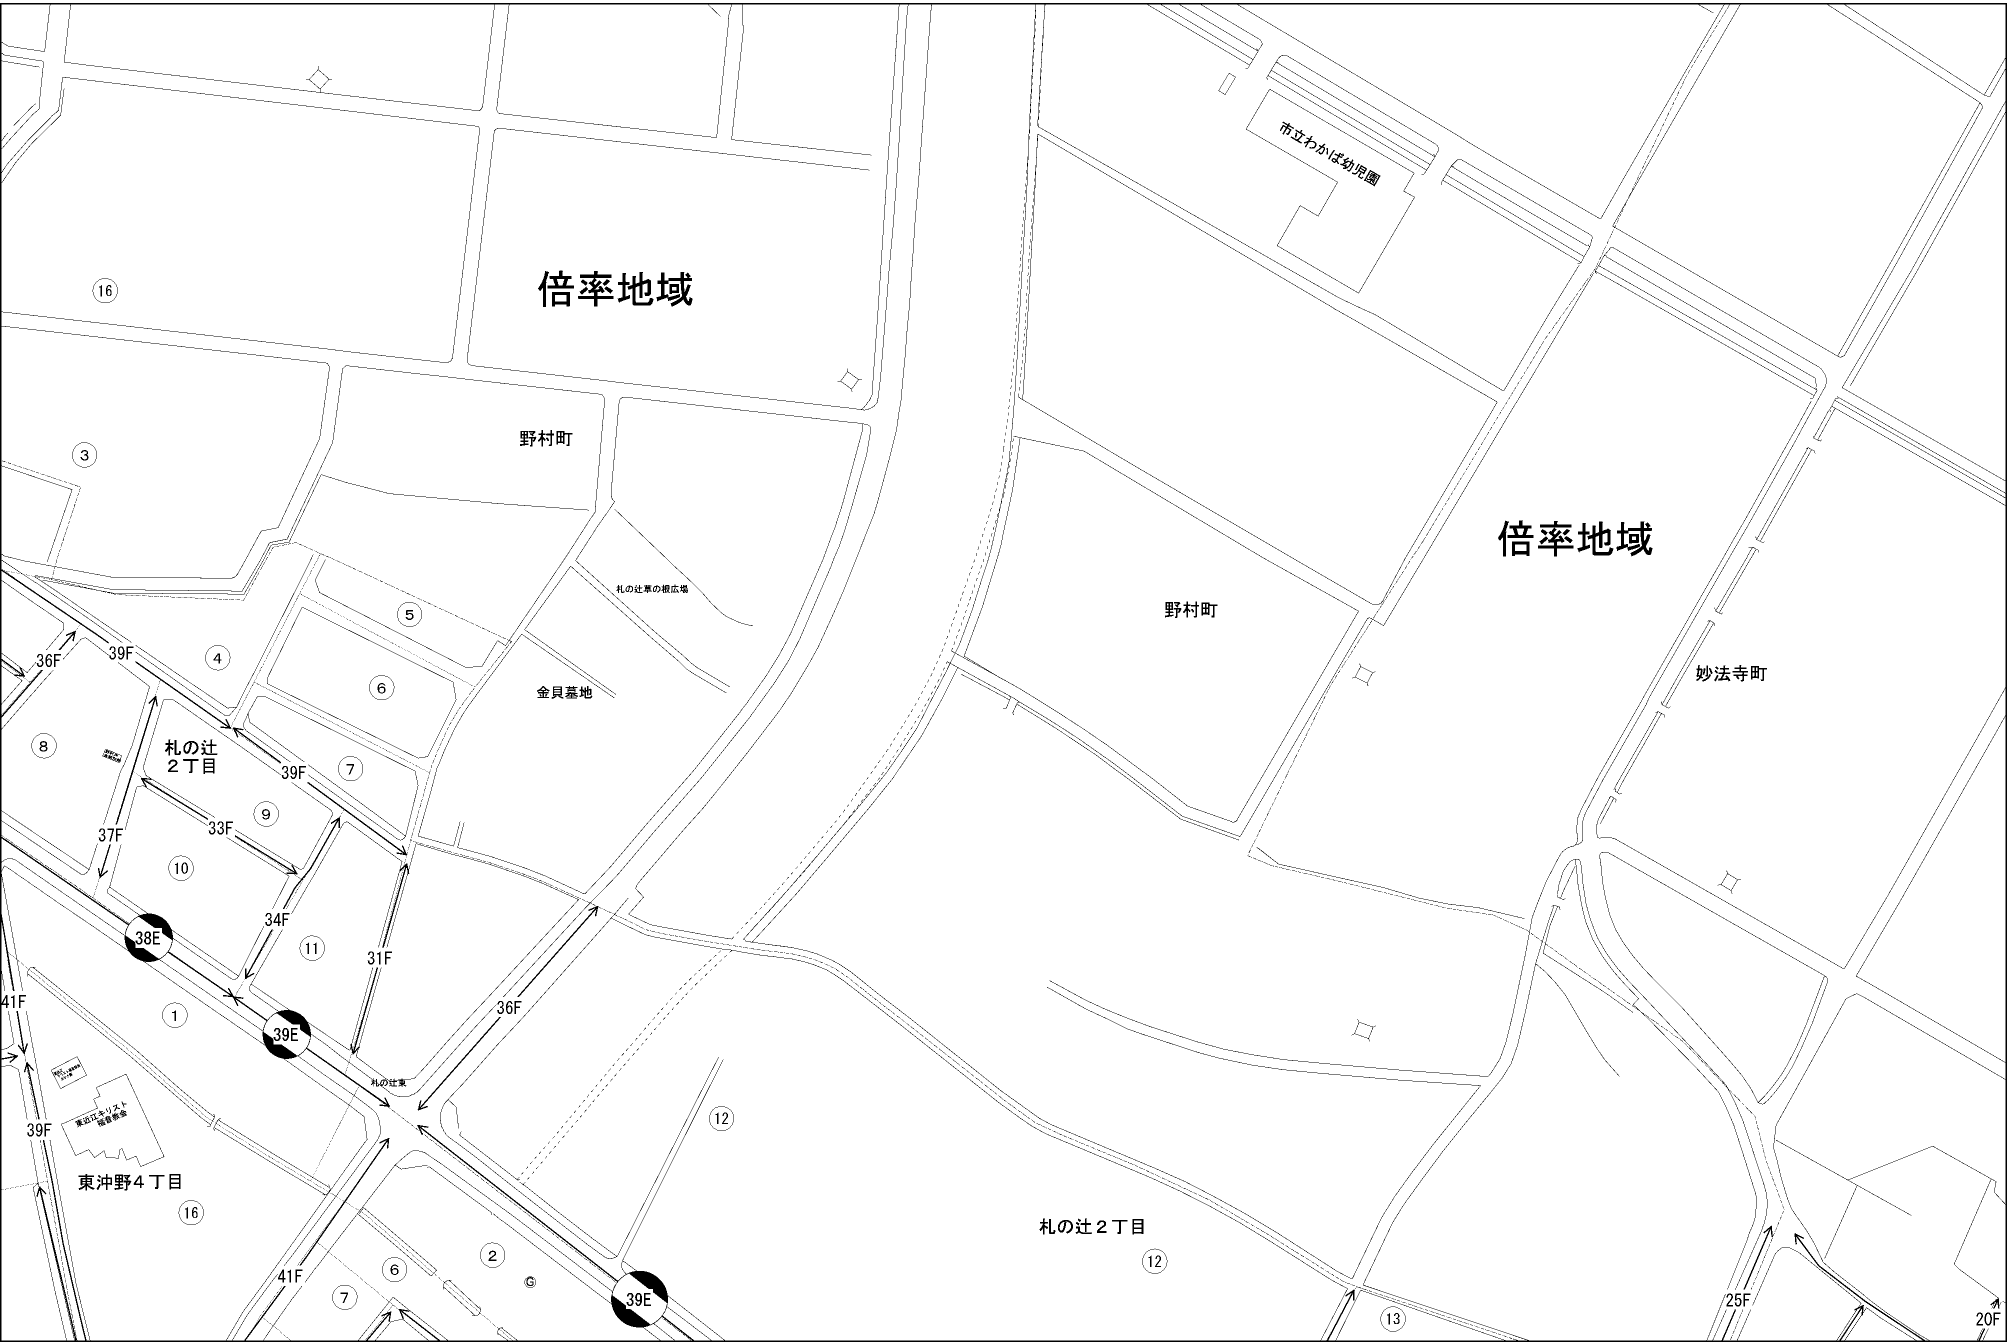 市立わかば幼児園
倍率地域
16
野村町
3
倍率地域
札の辻草の根広場
5
野村町
4
39F
36F
6
妙法寺町
金貝墓地
8
札の辻
2丁目
7
39F
9
33F
37F
10
34F
38E
11
31F
41F
36F
1
39E
札の辻東
東近江キリスト
福音教会
12
39F
東沖野4丁目
16
札の辻2丁目
2
12
6
41F
G
7
39E
25F
13
20F